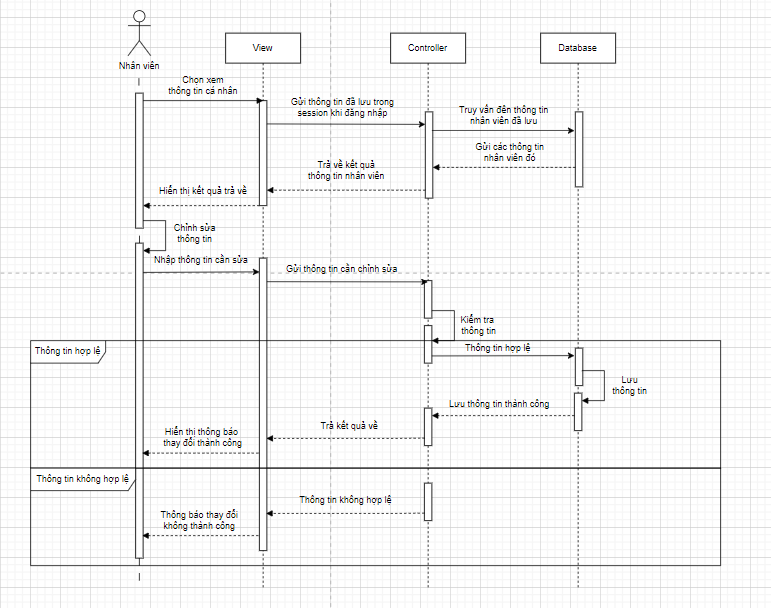 Nhân viên
View
Controller
Database
Chọn xem
thông tin cá nhân
Gửi thông tin đã lưu trong
session khi đăng nhập
Truy vấn đến thông tin
nhân viên đã lưu
Gửi các thông tin
nhân viên đó
Trả về kết quả
thông tin nhân viên
Hiển thị kết quả trả về
Chỉnh sửa
thông tin
Nhập thông tin cần sửa
Gửi thông tin cần chỉnh sửa
Kiểm tra
thông tin
Thông tin hợp lệ
Thông tin hợp lệ
Lưu
thông tin
Lưu thông tin thành công
Trả kết quả về
Hiển thị thông báo
thay đổi thành công
Thông tin không hợp lệ
Thông tin không hợp lệ
Thông báo thay đổi
không thành công